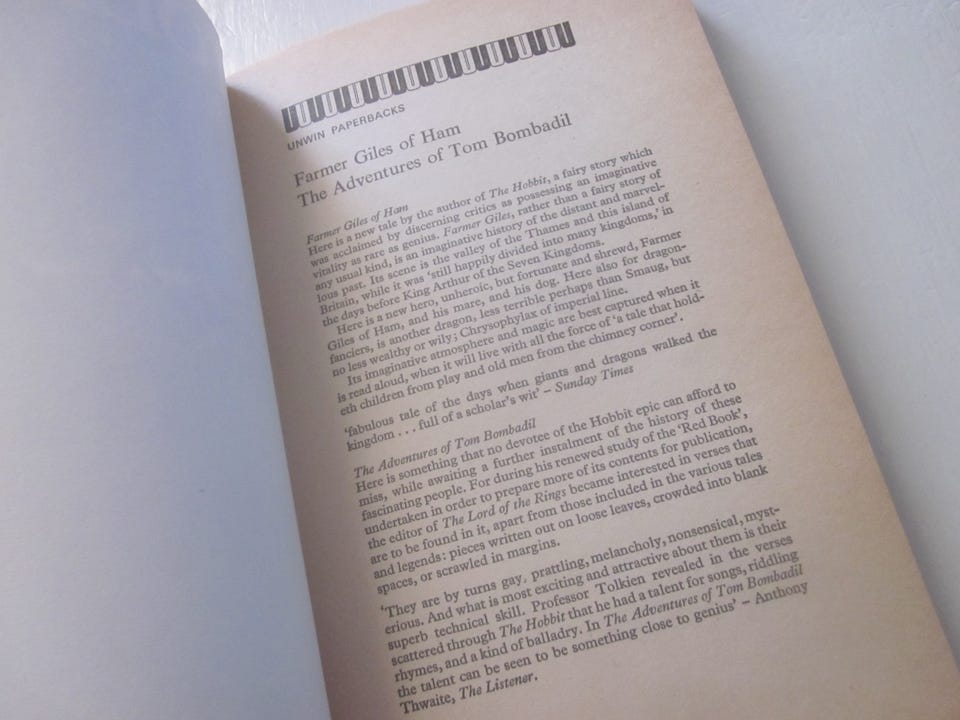 UNWIN PAPERBACKS
Farmer Giles of Ham
The Adventures of Tom Bombadil
Farmer Giles of Ham
Here is a new tale by the author of The Hobbit, a fairy story which
was acclaimed by discerning critics as possessing an imaginative
vitality as rare as genius. Farmer Giles, rather than a fairy story of
any usual kind, is an imaginative history of the distant and marvel-
lous past. Its scene is the valley of the Thames and this island of
Britain, while it was 'still happily divided into many kingdoms,' in
the days before King Arthur of the Seven Kingdoms.
Here is a new hero, unheroic, but fortunate and shrewd, Farmer
Giles of Ham, and his mare, and his dog. Here also for dragon-
fanciers, is another dragon, less terrible perhaps than Smaug, but
no less wealthy or wily; Chrysophylax of imperial line.
Its imaginative atmosphere and magic are best captured when it
is read aloud, when it will live with all the force of 'a tale that hold-
eth children from play and old men from the chimney corner'.
'fabulous tale of the days when giants and dragons walked the
kingdom . . . full of a scholar's wit' – Sunday Times
The Adventures of Tom Bombadil
Here is something that no devotee of the Hobbit epic can afford to
miss, while awaiting a further instalment of the history of these
fascinating people. For during his renewed study of the 'Red Book',
undertaken in order to prepare more of its contents for publication,
the editor of The Lord of the Rings became interested in verses that
are to be found in it, apart from those included in the various tales
and legends: pieces written out on loose leaves, crowded into blank
spaces, or scrawled in margins.
'They are by turns gay, prattling, melancholy, nonsensical, myst-
erious. And what is most exciting and attractive about them is their
superb technical skill. Professor Tolkien revealed in the verses
scattered through The Hobbit that he had a talent for songs, riddling
rhymes, and a kind of balladry. In The Adventures of Tom Bombadil
the talent can be seen to be something close to genius' – Anthony
Thwaite, The Listener.